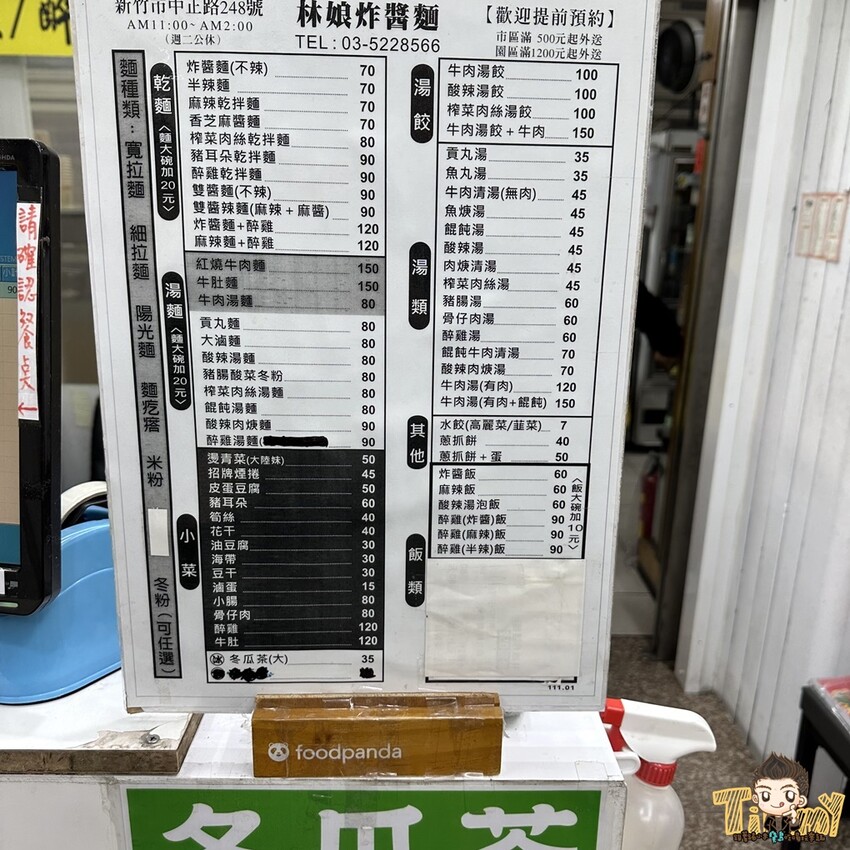 新竹市中正路248號
AM11:00~AM2:00
(週二公休)
林娘炸醬麵
TEL:03-5228566
【歡迎提前預約】
市區滿 500元起外送
園區滿1200元起外送
麵種類:寬拉麵 細拉麵 陽光麵 麵疙瘩 米粉 冬粉(可任選)
乾麵〈麵大碗加20元〉
炸醬麵(不辣) 70
半辣麵 70
麻辣乾拌麵 70
香芝麻醬麵 70
榨菜肉絲乾拌麵 80
豬耳朵乾拌麵 90
醉雞乾拌麵 90
雙醬麵(不辣) 90
雙醬辣麵(麻辣+麻醬) 90
炸醬麵+醉雞 120
麻辣麵+醉雞 120
湯麵〈麵大碗加20元〉
紅燒牛肉麵 150
牛肚麵 150
牛肉湯麵 80
貢丸麵 80
大滷麵 80
酸辣湯麵 80
豬腸酸菜冬粉 80
榨菜肉絲湯麵 80
餛飩湯麵 80
酸辣肉焿麵 90
醉雞湯麵( 90
小菜
燙青菜(大陸妹) 50
招牌煙捲 45
皮蛋豆腐 50
豬耳朵 60
筍絲 40
花干 40
油豆腐 30
海帶 30
豆干 30
滷蛋 15
小腸 80
骨仔肉 80
醉雞 120
牛肚 120
冰 冬瓜茶(大) 35
湯餃
牛肉湯餃 100
酸辣湯餃 100
榨菜肉絲湯餃 100
牛肉湯餃+牛肉 150
湯類
貢丸湯 35
魚丸湯 35
牛肉清湯(無肉) 45
魚焿湯 45
餛飩湯 45
酸辣湯 45
肉焿清湯 45
榨菜肉絲湯 45
豬腸湯 60
骨仔肉湯 60
醉雞湯 60
餛飩牛肉清湯 70
酸辣肉焿湯 70
牛肉湯(有肉) 120
牛肉湯(有肉+餛飩) 150
其他
水餃(高麗菜/韮菜) 7
蔥抓餅 40
蔥抓餅+蛋 50
飯類
炸醬飯 60
麻辣飯 60
酸辣湯泡飯 60
醉雞(炸醬)飯 90
醉雞(麻辣)飯 90
醉雞(半辣)飯 90
〈飯大碗加10元〉
111.01
請確認餐点←
foodpanda
冬瓜茶
Timmy